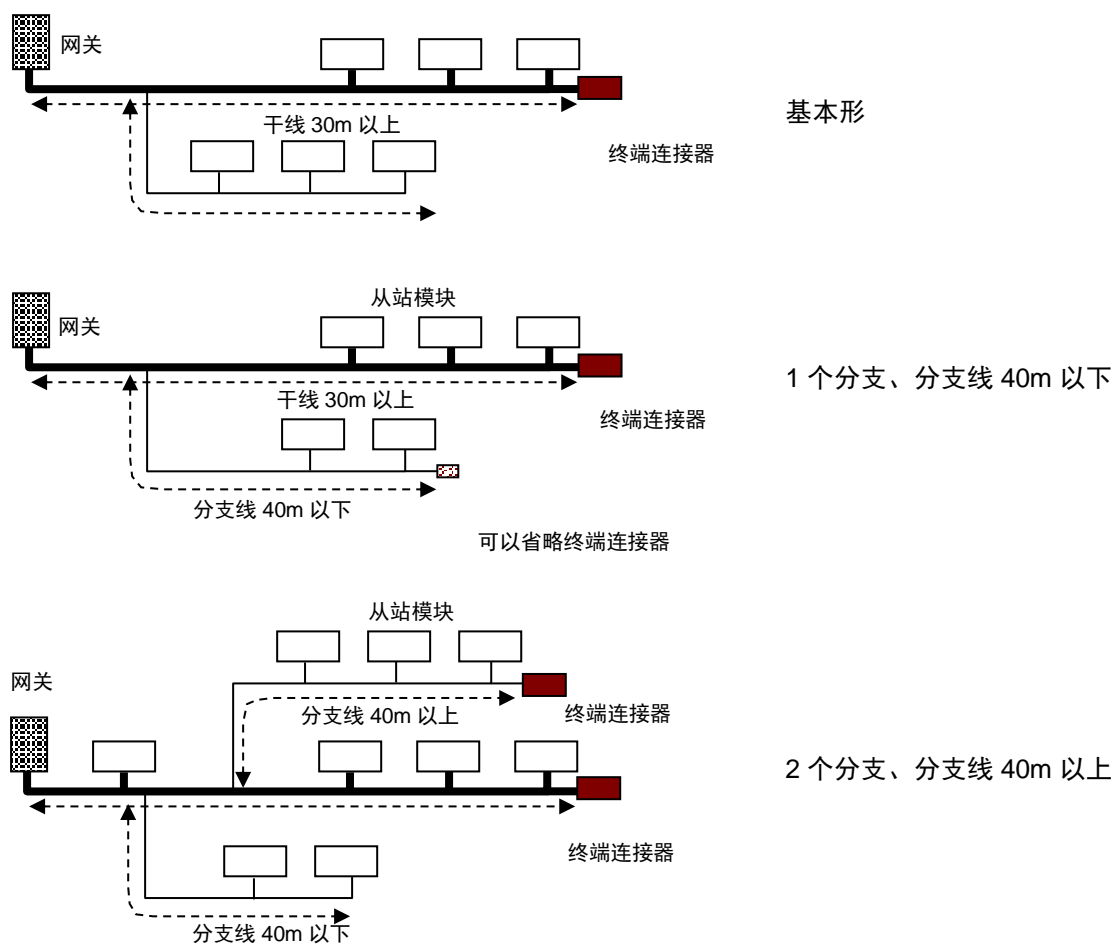 网关
干线 30m 以上
终端连接器
基本形
从站模块
网关
干线 30m 以上
终端连接器
1 个分支、分支线 40m 以下
分支线 40m 以下
可以省略终端连接器
从站模块
网关
分支线 40m 以上
终端连接器
2 个分支、分支线 40m 以上
终端连接器
分支线 40m 以下